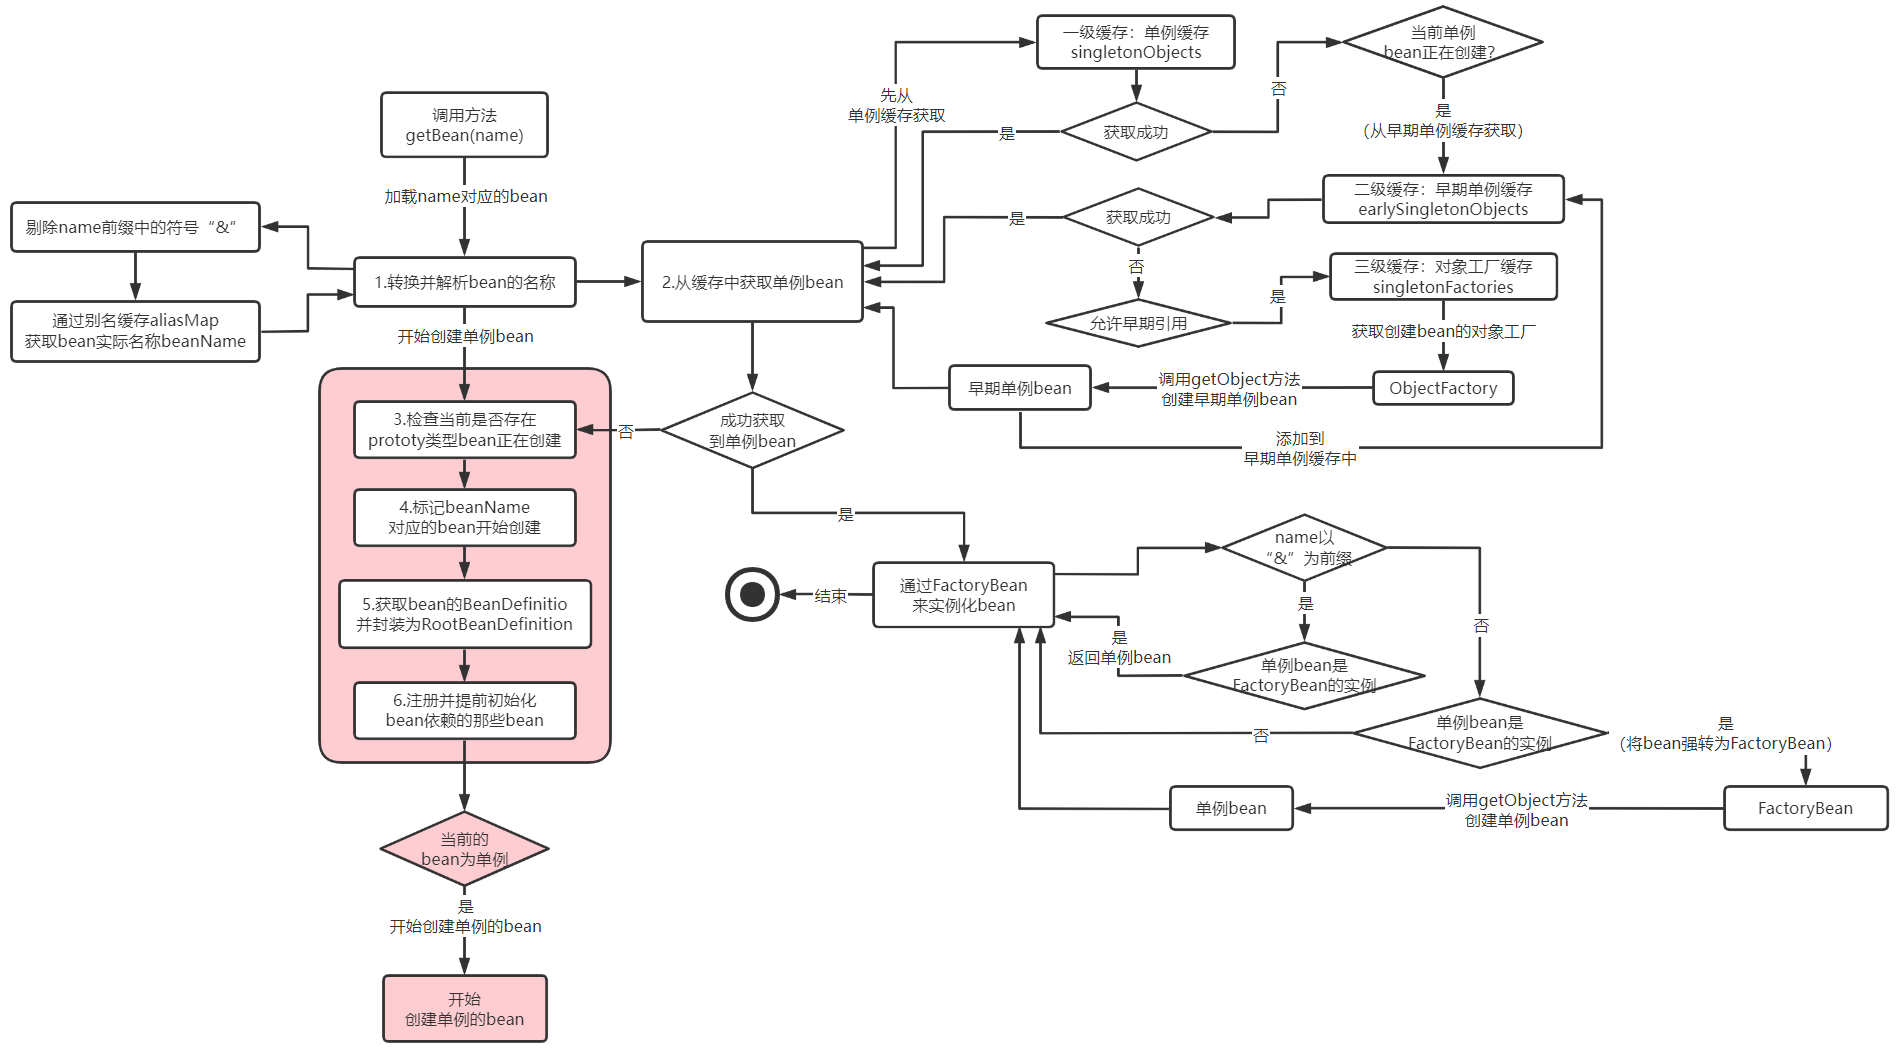 调用方法
getBean(name)
加载name对应的bean
剔除name前缀中的符号“&”
通过别名缓存aliasMap
获取bean实际名称beanName
1.转换并解析bean的名称
开始创建单例bean
2.从缓存中获取单例bean
先从
单例缓存获取
一级缓存：单例缓存
singletonObjects
获取成功
是
否
当前单例
bean正在创建?
是
（从早期单例缓存获取）
二级缓存：早期单例缓存
earlySingletonObjects
获取成功
是
否
允许早期引用
是
三级缓存：对象工厂缓存
singletonFactories
获取创建bean的对象工厂
ObjectFactory
调用getObject方法
创建早期单例bean
早期单例bean
添加到
早期单例缓存中
成功获取
到单例bean
否
是
3.检查当前是否存在
prototy类型bean正在创建
4.标记beanName
对应的bean开始创建
5.获取bean的BeanDefinitio
并封装为RootBeanDefinition
6.注册并提前初始化
bean依赖的那些bean
当前的
bean为单例
是
开始创建单例的bean
开始
创建单例的bean
结束
通过FactoryBean
来实例化bean
name以
“&”为前缀
是
否
单例bean是
FactoryBean的实例
是
返回单例bean
单例bean是
FactoryBean的实例
否
是
（将bean强转为FactoryBean）
FactoryBean
调用getObject方法
创建单例bean
单例bean